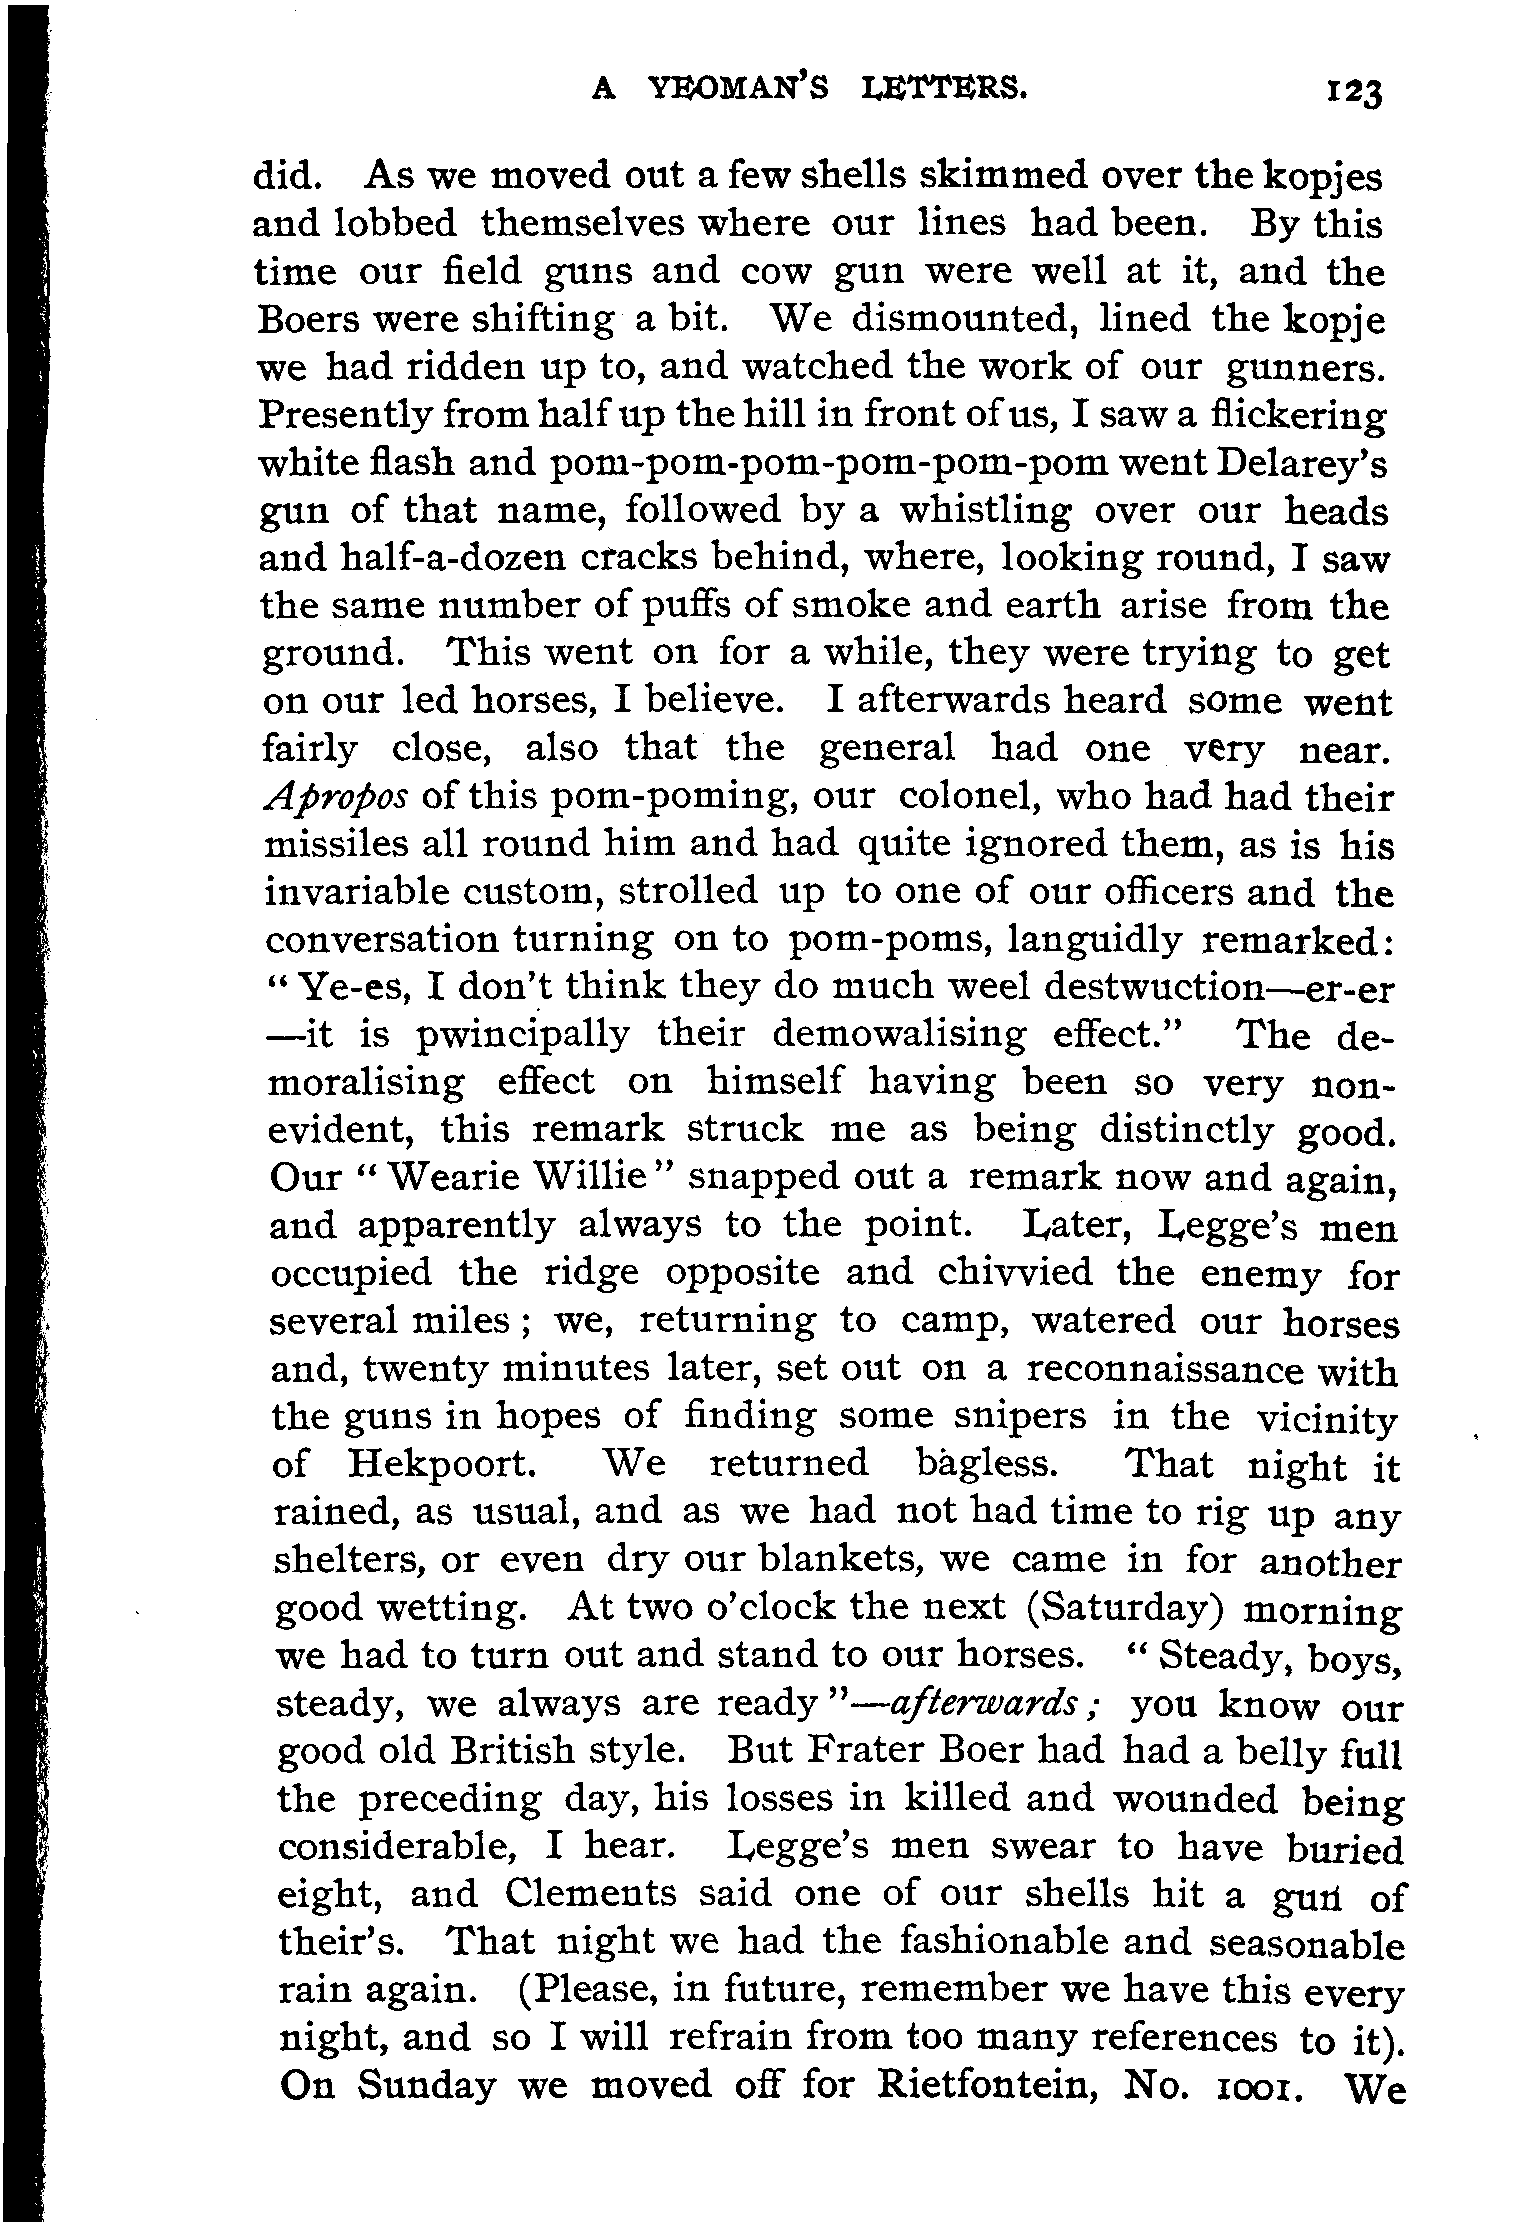 A YEOMAN'S LETTERS. 123
did. As we moved out a few shells skimmed over the kopjes
and lobbed themselves where our lines had been. By this
time our field guns and cow gun were well at it, and the
Boers were shifting a bit. We dismounted, lined the kopje
we had ridden up to, and watched the work of our gunners.
Presently from half up the hill in front of us, I saw a flickering
white flash and pom-pom-pom-pom-pom-pom went Delarey's
gun of that name, followed by a whistling over our heads
and half-a-dozen cracks behind, where, looking round, I saw
the same number of puffs of smoke and earth arise from the
ground. This went on for a while, they were trying to get
on our led horses, I believe. I afterwards heard some went
fairly close, also that the general had one very near.
Apropos of this pom-poming, our colonel, who had had their
missiles all round him and had quite ignored them, as is his
invariable custom, strolled up to one of our officers and the
conversation turning on to pom-poms, languidly remarked:
"Ye-es, I don't think they do much weel destwuction—er-er
—it is pwincipally their demowalising effect." The de-
moralising effect on himself having been so very non-
evident, this remark struck me as being distinctly good.
Our "Wearie Willie" snapped out a remark now and again,
and apparently always to the point. Later, Legge's men
occupied the ridge opposite and chivvied the enemy for
several miles; we, returning to camp, watered our horses
and, twenty minutes later, set out on a reconnaissance with
the guns in hopes of finding some snipers in the vicinity
of Hekpoort. We returned bagless. That night it
rained, as usual, and as we had not had time to rig up any
shelters, or even dry our blankets, we came in for another
good wetting. At two o'clock the next (Saturday) morning
we had to turn out and stand to our horses. "Steady, boys,
steady, we always are ready"—afterwards; you know our
good old British style. But Frater Boer had had a belly full
the preceding day, his losses in killed and wounded being
considerable, I hear. Legge's men swear to have buried
eight, and Clements said one of our shells hit a gun of
their's. That night we had the fashionable and seasonable
rain again. (Please, in future, remember we have this every
night, and so I will refrain from too many references to it).
On Sunday we moved off for Rietfontein, No. 1001. We